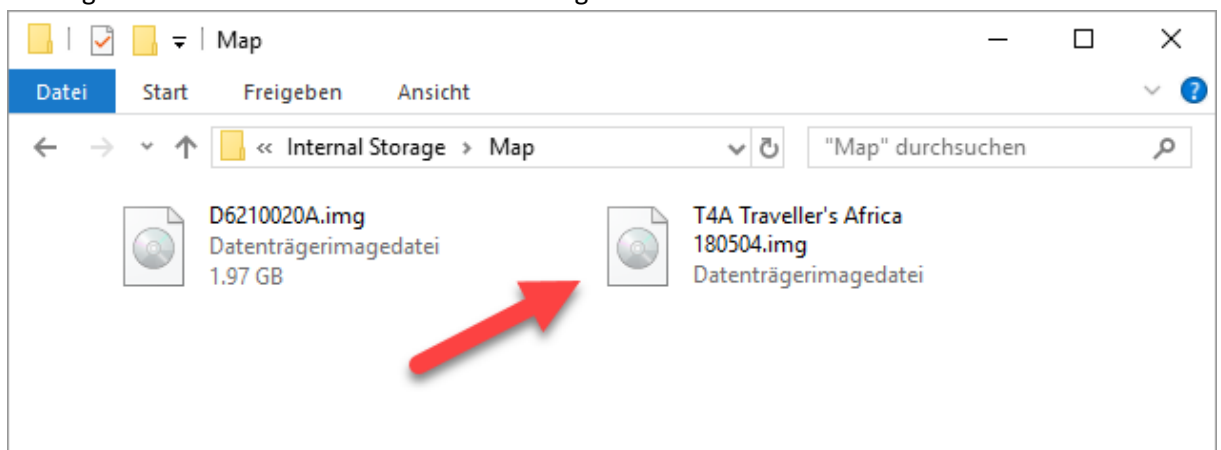 Map
Datei Start Freigeben Ansicht ?
« Internal Storage › Map "Map" durchsuchen
D6210020A.img
Datenträgerimagedatei
1.97 GB
T4A Traveller's Africa
180504.img
Datenträgerimagedatei